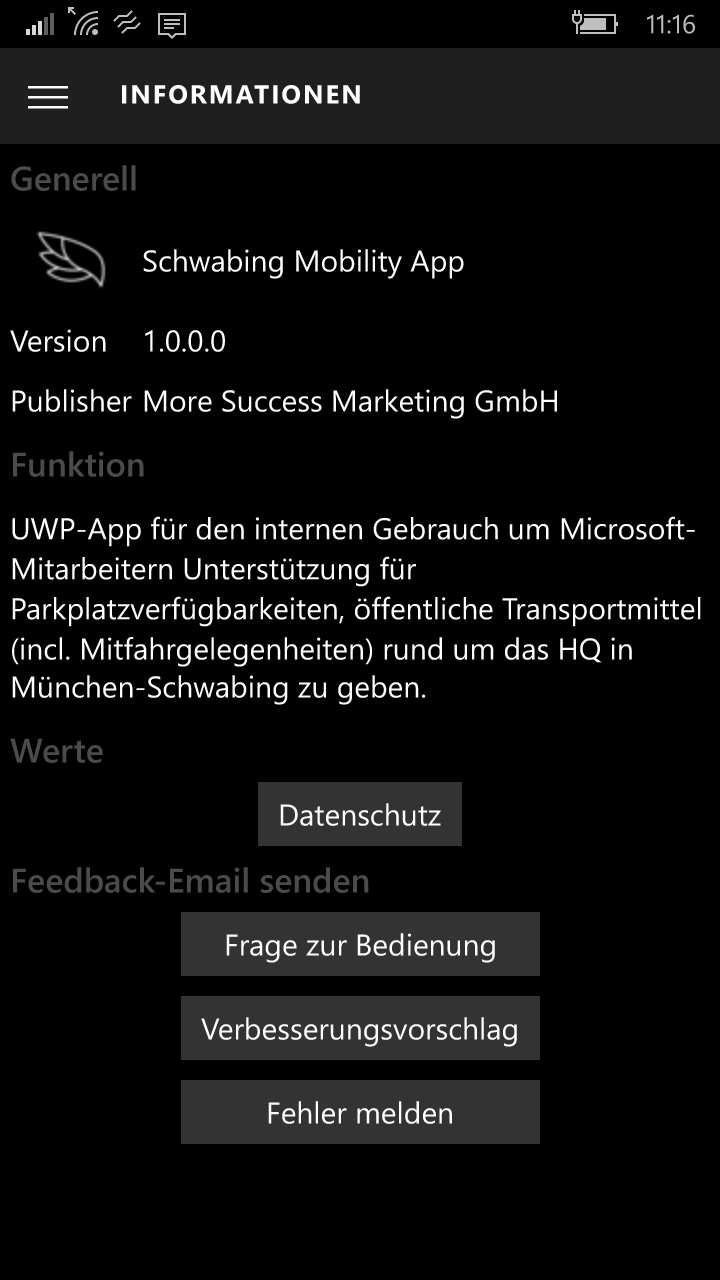 11:16
INFORMATIONEN
Generell
Schwabing Mobility App
Version 1.0.0.0
Publisher More Success Marketing GmbH
Funktion
UWP-App für den internen Gebrauch um Microsoft-
Mitarbeitern Unterstützung für
Parkplatzverfügbarkeiten, öffentliche Transportmittel
(incl. Mitfahrgelegenheiten) rund um das HQ in
München-Schwabing zu geben.
Werte
Datenschutz
Feedback-Email senden
Frage zur Bedienung
Verbesserungsvorschlag
Fehler melden